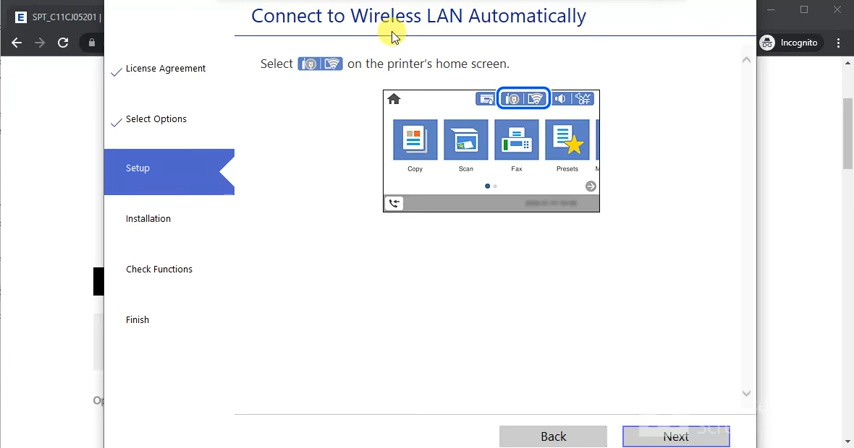 SPT_C11CJ05201 |
Connect to Wireless LAN Automatically
Incognito
License Agreement
Select on the printer's home screen.
Select Options
Copy
Scan
Fax
Presets
Setup
Installation
Check Functions
Finish
Back
Next